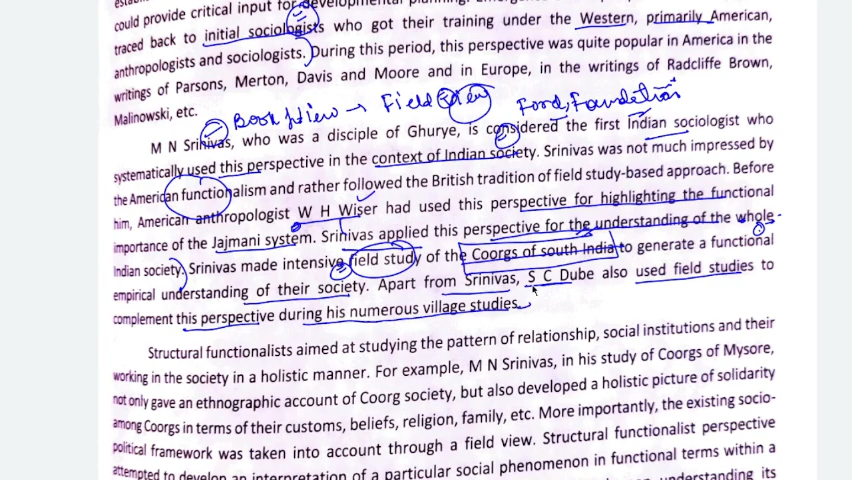 could provide critical input for developmental
traced back to initial sociologists who got their training under the Western, primarily American,
anthropologists and sociologists. During this period, this perspective was quite popular in America in the
writings of Parsons, Merton, Davis and Moore and in Europe, in the writings of Radcliffe Brown,
Malinowski, etc.
Book view → Field view Ford Foundation
M N Srinivas, who was a disciple of Ghurye, is considered the first Indian sociologist who
systematically used this perspective in the context of Indian society. Srinivas was not much impressed by
the American functionalism and rather followed the British tradition of field study-based approach. Before
him, American anthropologist W H Wiser had used this perspective for highlighting the functional
importance of the Jajmani system. Srinivas applied this perspective for the understanding of the whole
Indian society. Srinivas made intensive field study of the Coorgs of south India to generate a functional
empirical understanding of their society. Apart from Srinivas, S C Dube also used field studies to
complement this perspective during his numerous village studies.
Structural functionalists aimed at studying the pattern of relationship, social institutions and their
working in the society in a holistic manner. For example, M N Srinivas, in his study of Coorgs of Mysore,
not only gave an ethnographic account of Coorg society, but also developed a holistic picture of solidarity
among Coorgs in terms of their customs, beliefs, religion, family, etc. More importantly, the existing socio-
political framework was taken into account through a field view. Structural functionalist perspective
attempted to develop an interpretation of a particular social phenomenon in functional terms within a
understanding its